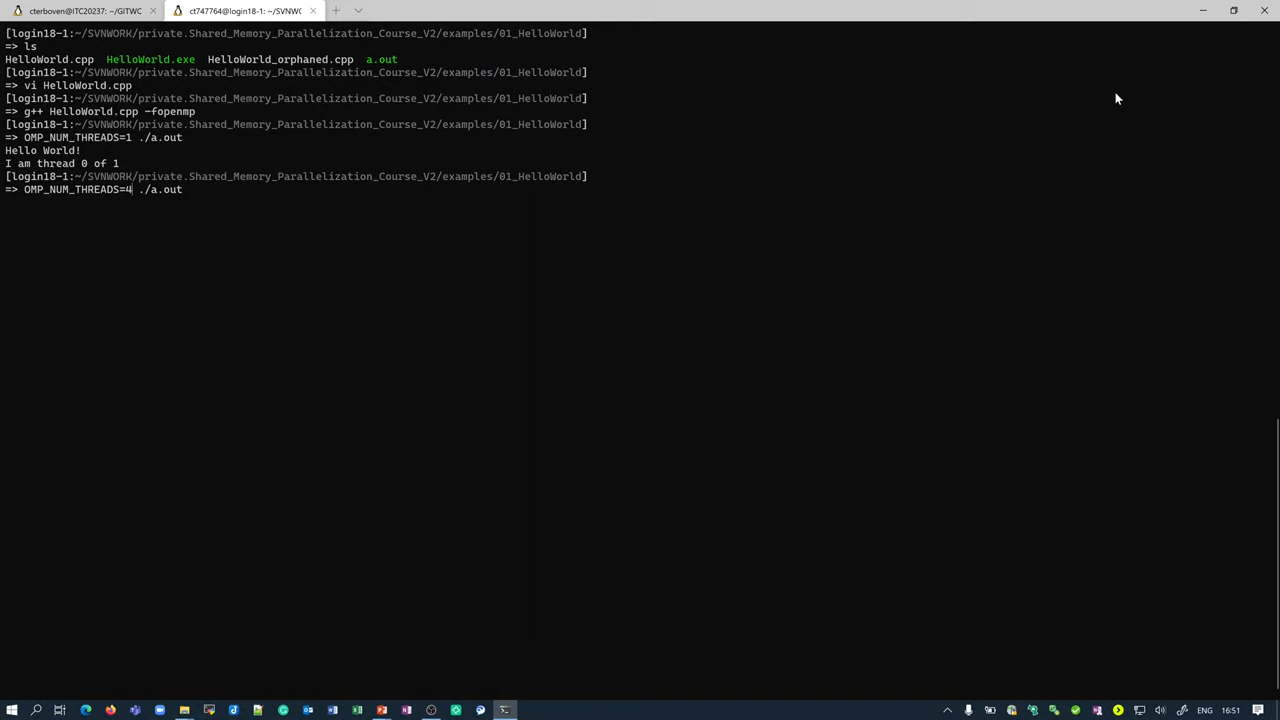 cterboven@ITC20237: ~/GITWC
ct747764@login18-1: ~/SVNWC
[login18-1:~/SVNWORK/private.Shared_Memory_Parallelization_Course_V2/examples/01_HelloWorld]
=> ls
HelloWorld.cpp  HelloWorld.exe  HelloWorld_orphaned.cpp  a.out
[login18-1:~/SVNWORK/private.Shared_Memory_Parallelization_Course_V2/examples/01_HelloWorld]
=> vi HelloWorld.cpp
[login18-1:~/SVNWORK/private.Shared_Memory_Parallelization_Course_V2/examples/01_HelloWorld]
=> g++ HelloWorld.cpp -fopenmp
[login18-1:~/SVNWORK/private.Shared_Memory_Parallelization_Course_V2/examples/01_HelloWorld]
=> OMP_NUM_THREADS=1 ./a.out
Hello World!
I am thread 0 of 1
[login18-1:~/SVNWORK/private.Shared_Memory_Parallelization_Course_V2/examples/01_HelloWorld]
=> OMP_NUM_THREADS=4 ./a.out
ENG
16:51